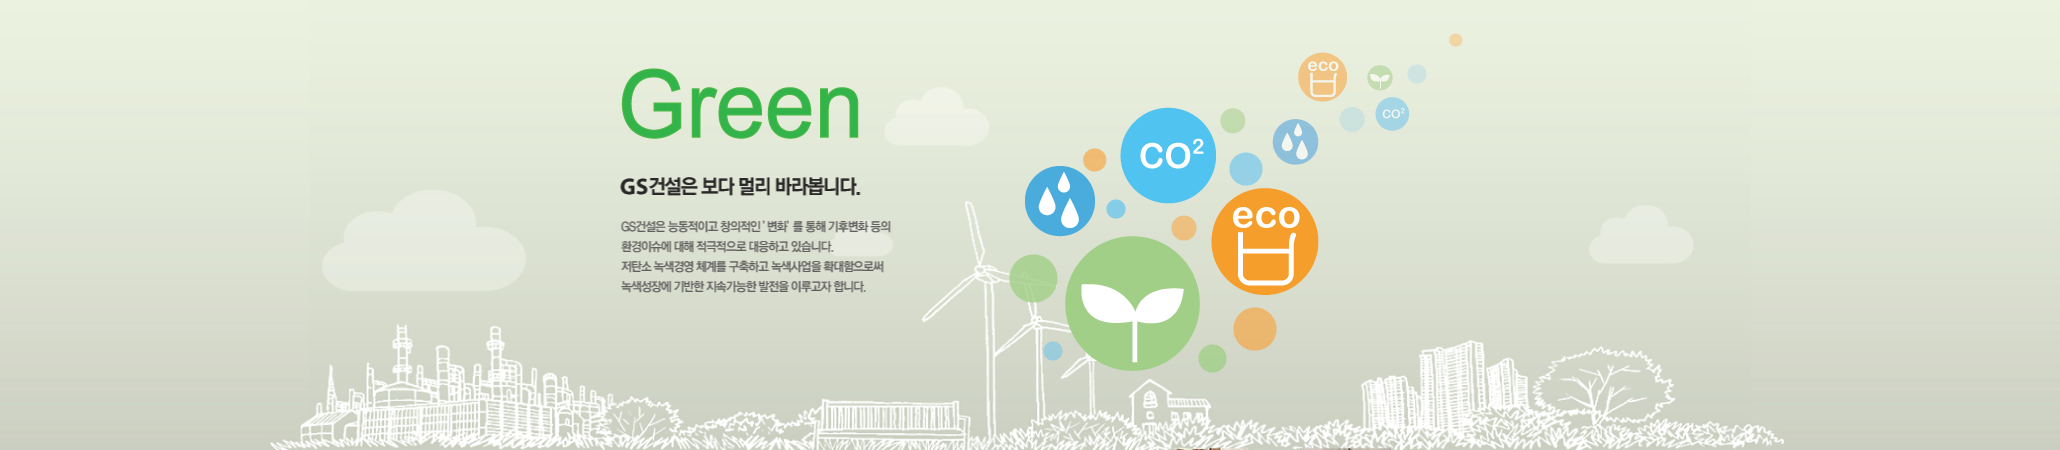 Green
GS건설은 보다 멀리 바라봅니다.
GS건설은 능동적이고 창의적인 '변화' 를 통해 기후변화 등의
환경이슈에 대해 적극적으로 대응하고 있습니다.
저탄소 녹색경영 체계를 구축하고 녹색사업을 확대함으로써
녹색성장에 기반한 지속가능한 발전을 이루고자 합니다.
eco
CO²
CO²
eco